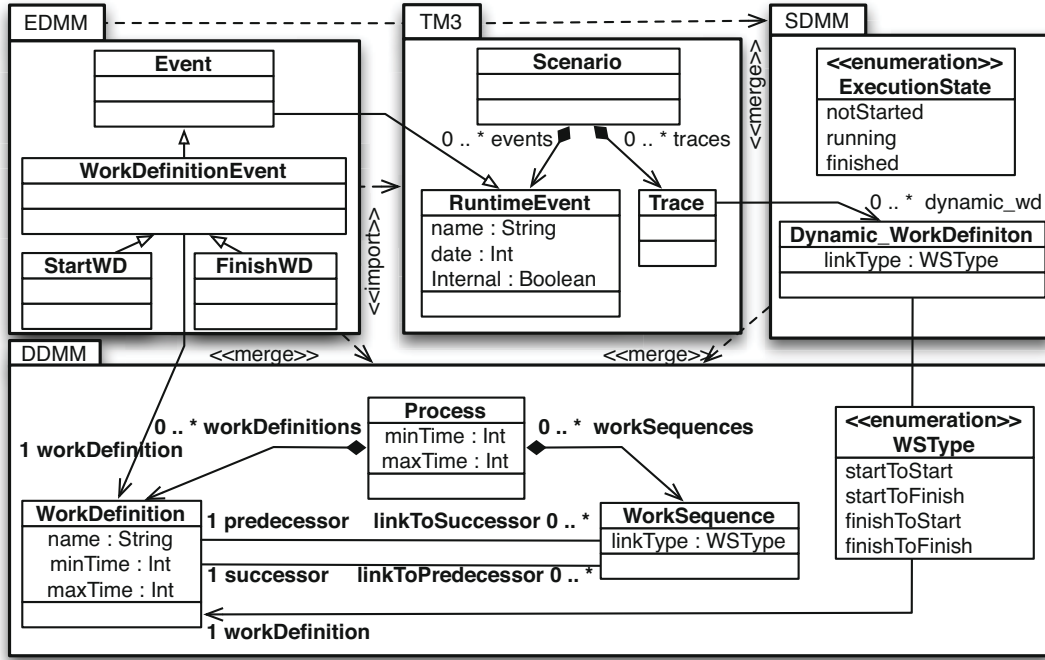 EDMM
TM3
SDMM
Event
Scenario
<<enumeration>>
ExecutionState
notStarted
running
finished
<<merge>>
0 .. * events
0 .. * traces
WorkDefinitionEvent
RuntimeEvent
name : String
date : Int
Internal : Boolean
Trace
0 .. * dynamic_wd
Dynamic_WorkDefiniton
linkType : WSType
StartWD
FinishWD
<<import>>
DDMM
<<merge>>
<<merge>>
Process
minTime : Int
maxTime : Int
0 .. * workDefinitions
0 .. * workSequences
1 workDefinition
<<enumeration>>
WSType
startToStart
startToFinish
finishToStart
finishToFinish
WorkDefinition
name : String
minTime : Int
maxTime : Int
1 predecessor
linkToSuccessor 0 .. *
WorkSequence
linkType : WSType
1 successor
linkToPredecessor 0 .. *
1 workDefinition